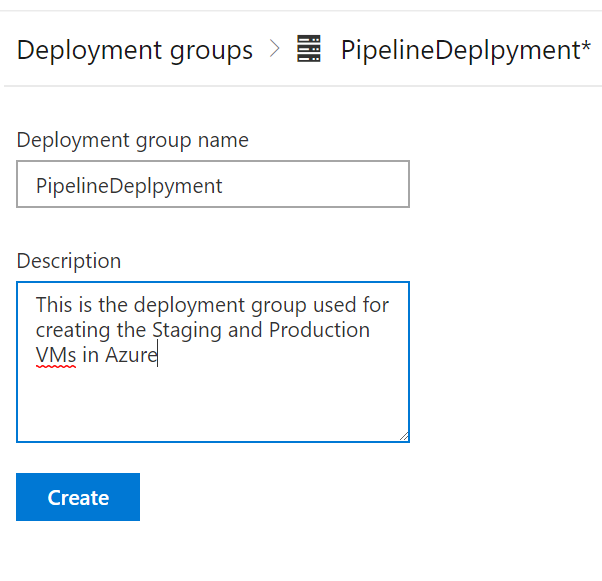 Deployment groups > PipelineDeplpyment*
Deployment group name
PipelineDeplpyment
Description
This is the deployment group used for
creating the Staging and Production
VMs in Azure
Create